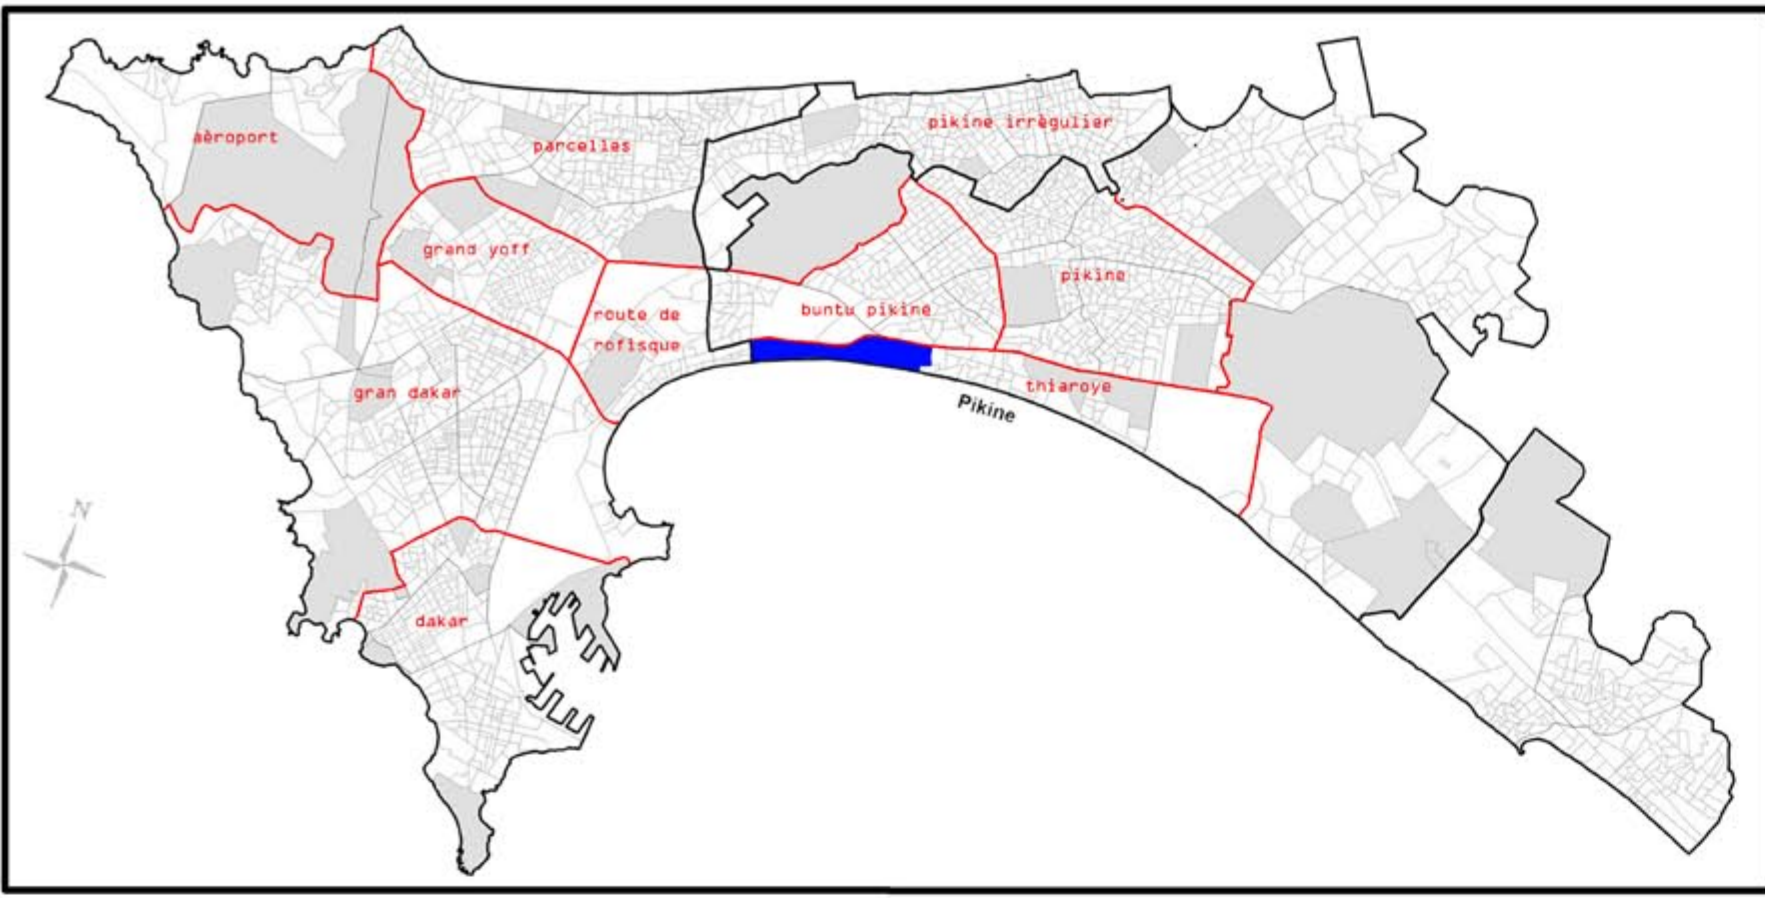 pikine irrègulier
aèroport
parcelles
grand yoff
pikine
route de
rofisque
buntu pikine
gran dakar
thiaroye
Pikine
N
dakar